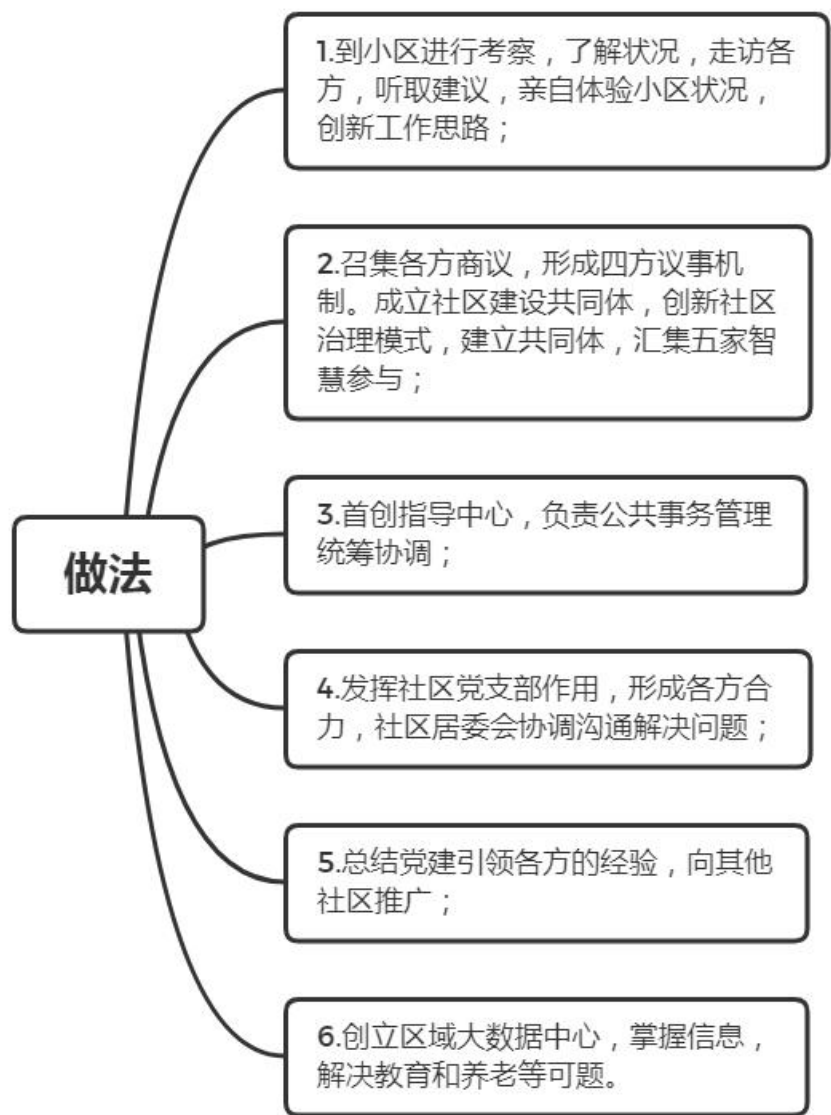 做法
1.到小区进行考察，了解状况，走访各
方，听取建议，亲自体验小区状况，
创新工作思路；
2.召集各方商议，形成四方议事机
制。成立社区建设共同体，创新社区
治理模式，建立共同体，汇集五家智
慧参与；
3.首创指导中心，负责公共事务管理
统筹协调；
4.发挥社区党支部作用，形成各方合
力，社区居委会协调沟通解决问题；
5.总结党建引领各方的经验，向其他
社区推广；
6.创立区域大数据中心，掌握信息，
解决教育和养老等可题。